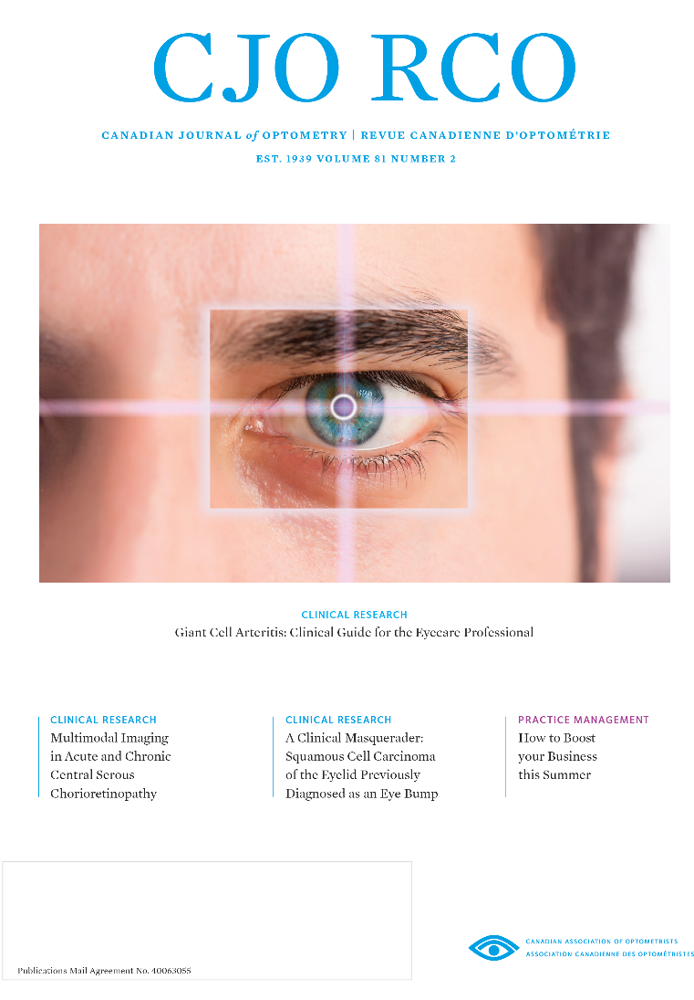 CJO RCO
CANADIAN JOURNAL of OPTOMETRY | REVUE CANADIENNE D'OPTOMÉTRIE
EST. 1939 VOLUME 81 NUMBER 2
CLINICAL RESEARCH
Giant Cell Arteritis: Clinical Guide for the Eyecare Professional
CLINICAL RESEARCH
Multimodal Imaging
in Acute and Chronic
Central Serous
Chorioretinopathy
CLINICAL RESEARCH
A Clinical Masquerader:
Squamous Cell Carcinoma
of the Eyelid Previously
Diagnosed as an Eye Bump
PRACTICE MANAGEMENT
How to Boost
your Business
this Summer
Publications Mail Agreement No. 40063055
CANADIAN ASSOCIATION OF OPTOMETRISTS
ASSOCIATION CANADIENNE DES OPTOMÉTRISTES